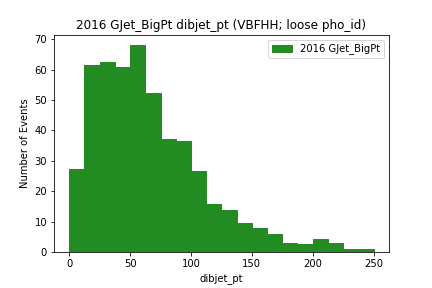 2016 GJet_BigPt dibjet_pt (VBFHH; loose pho_id)
2016 GJet_BigPt
Number of Events
70
60
50
40
30
20
10
0
0 50 100 150 200 250
dibjet_pt